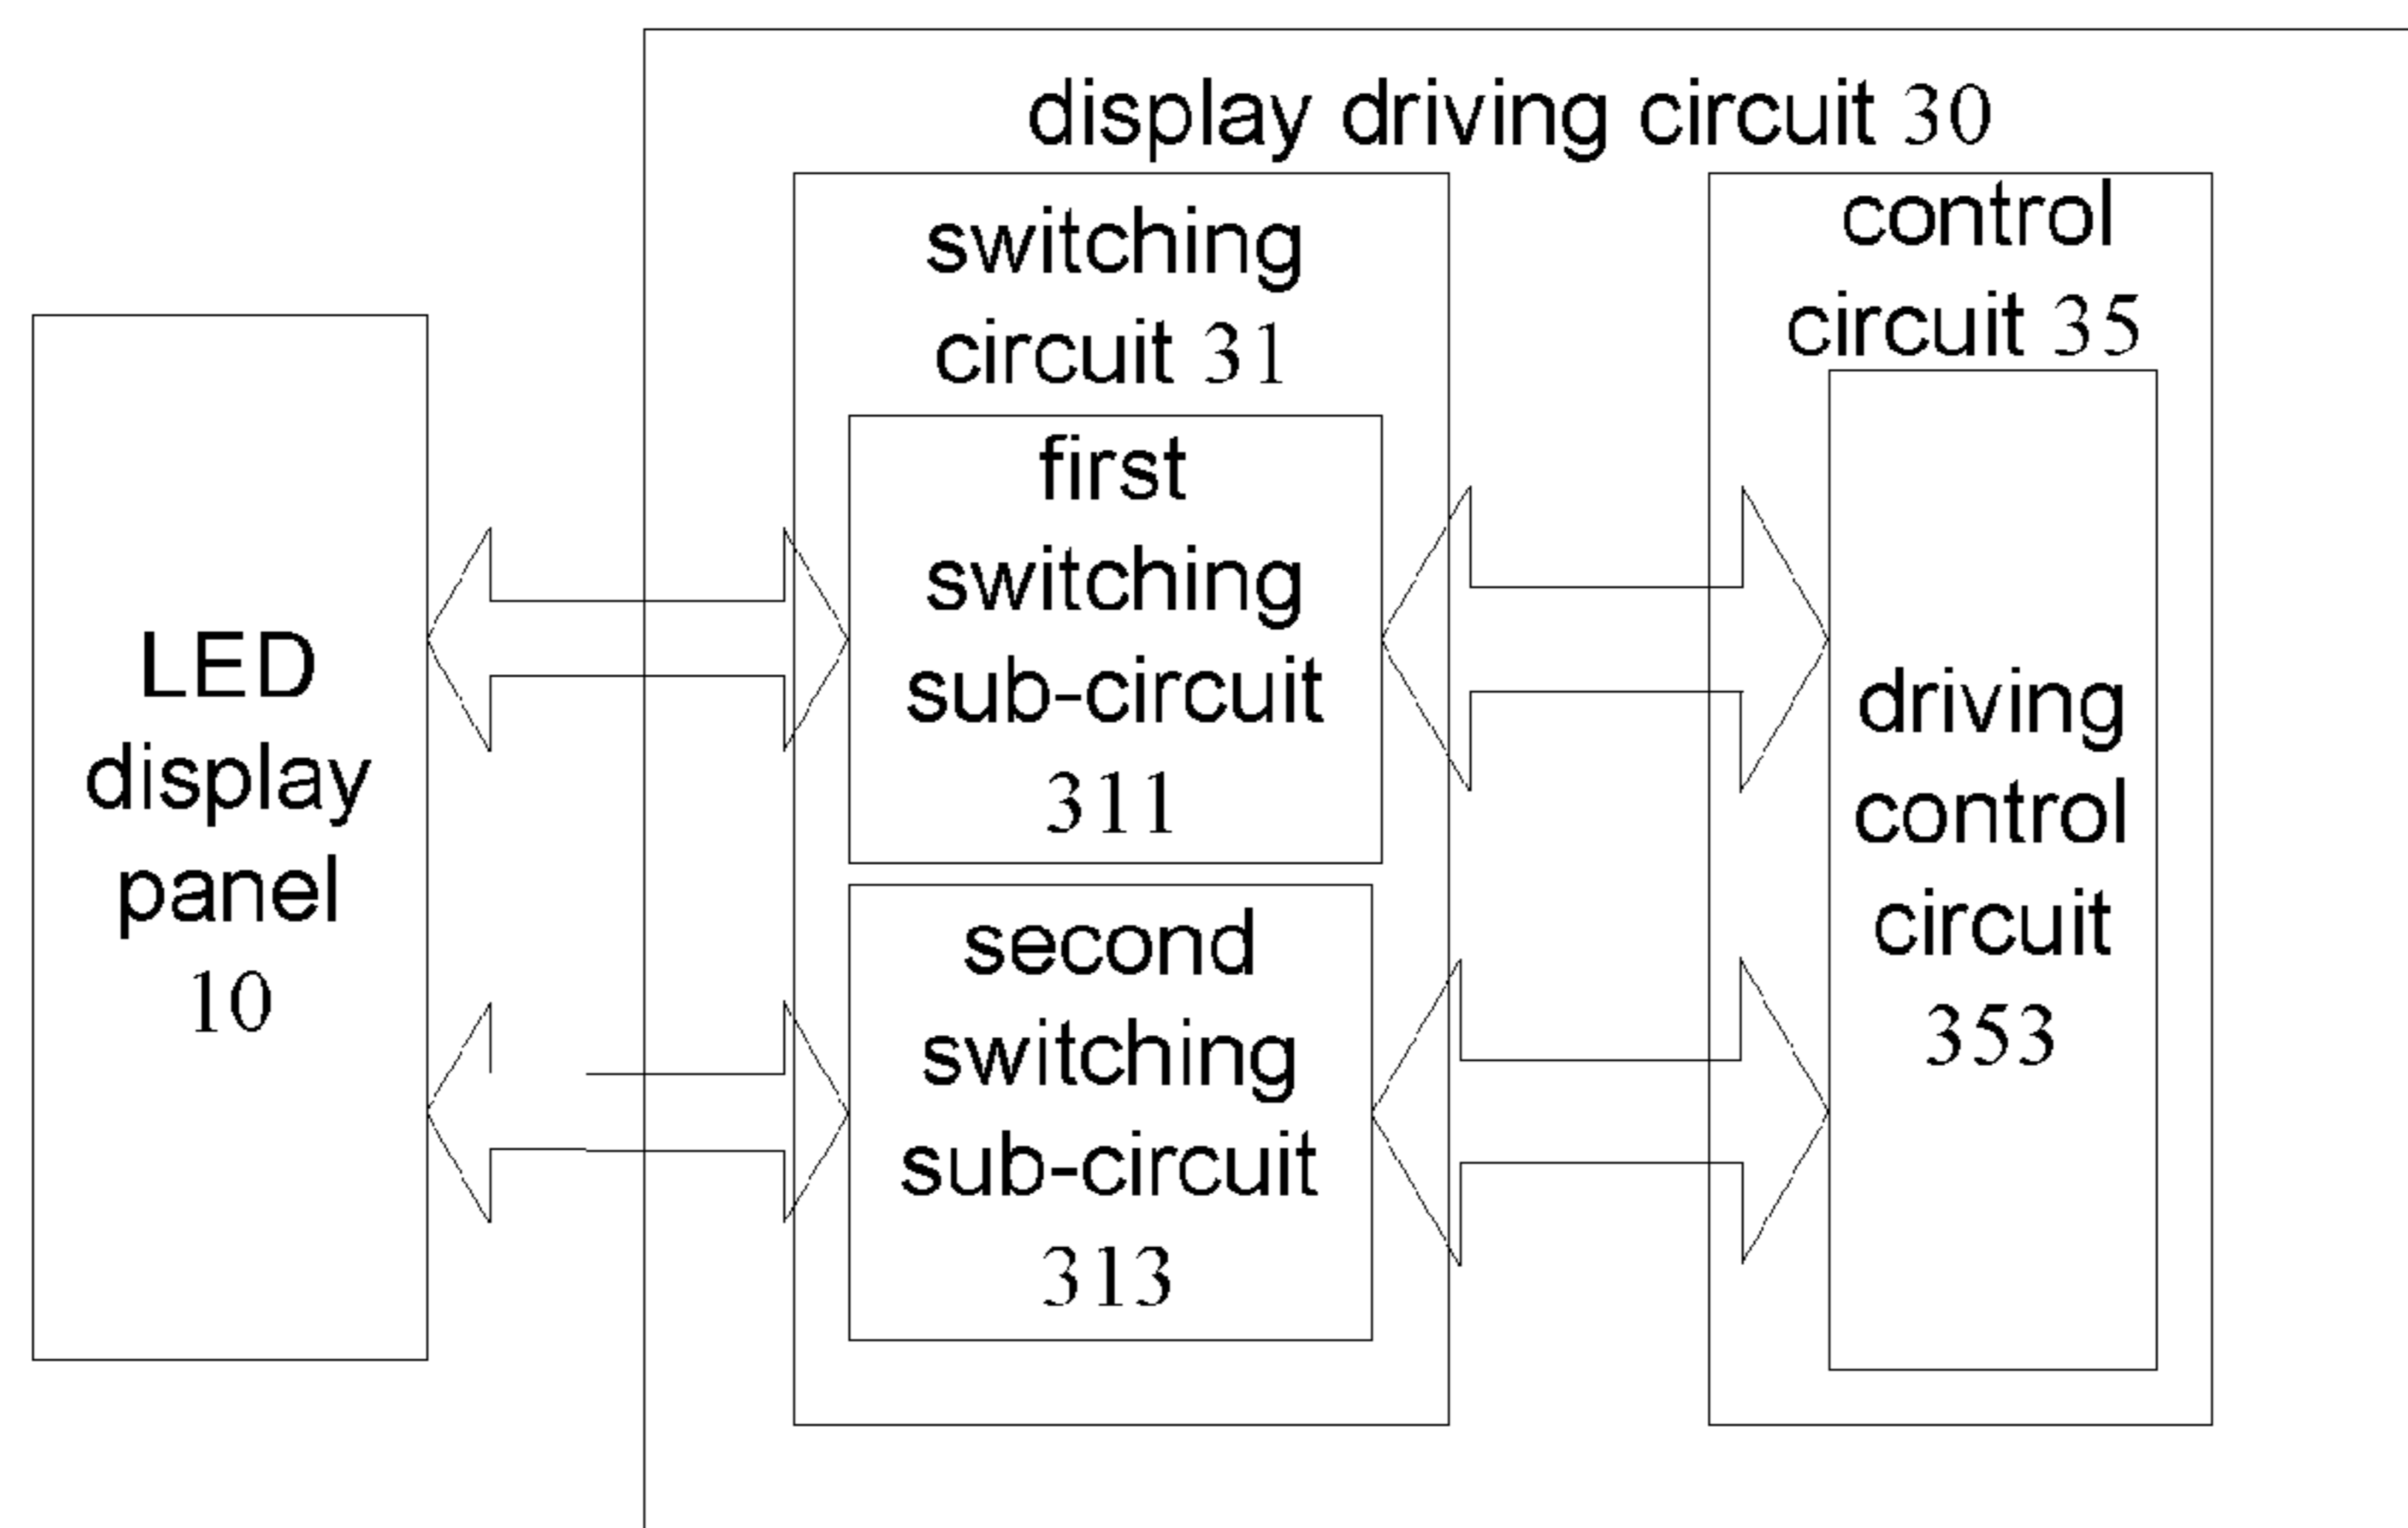 display driving circuit 30
switching
circuit 31
control
circuit 35
first
switching
sub-circuit
311
LED
display
panel
10
driving
control
circuit
353
second
switching
sub-circuit
313